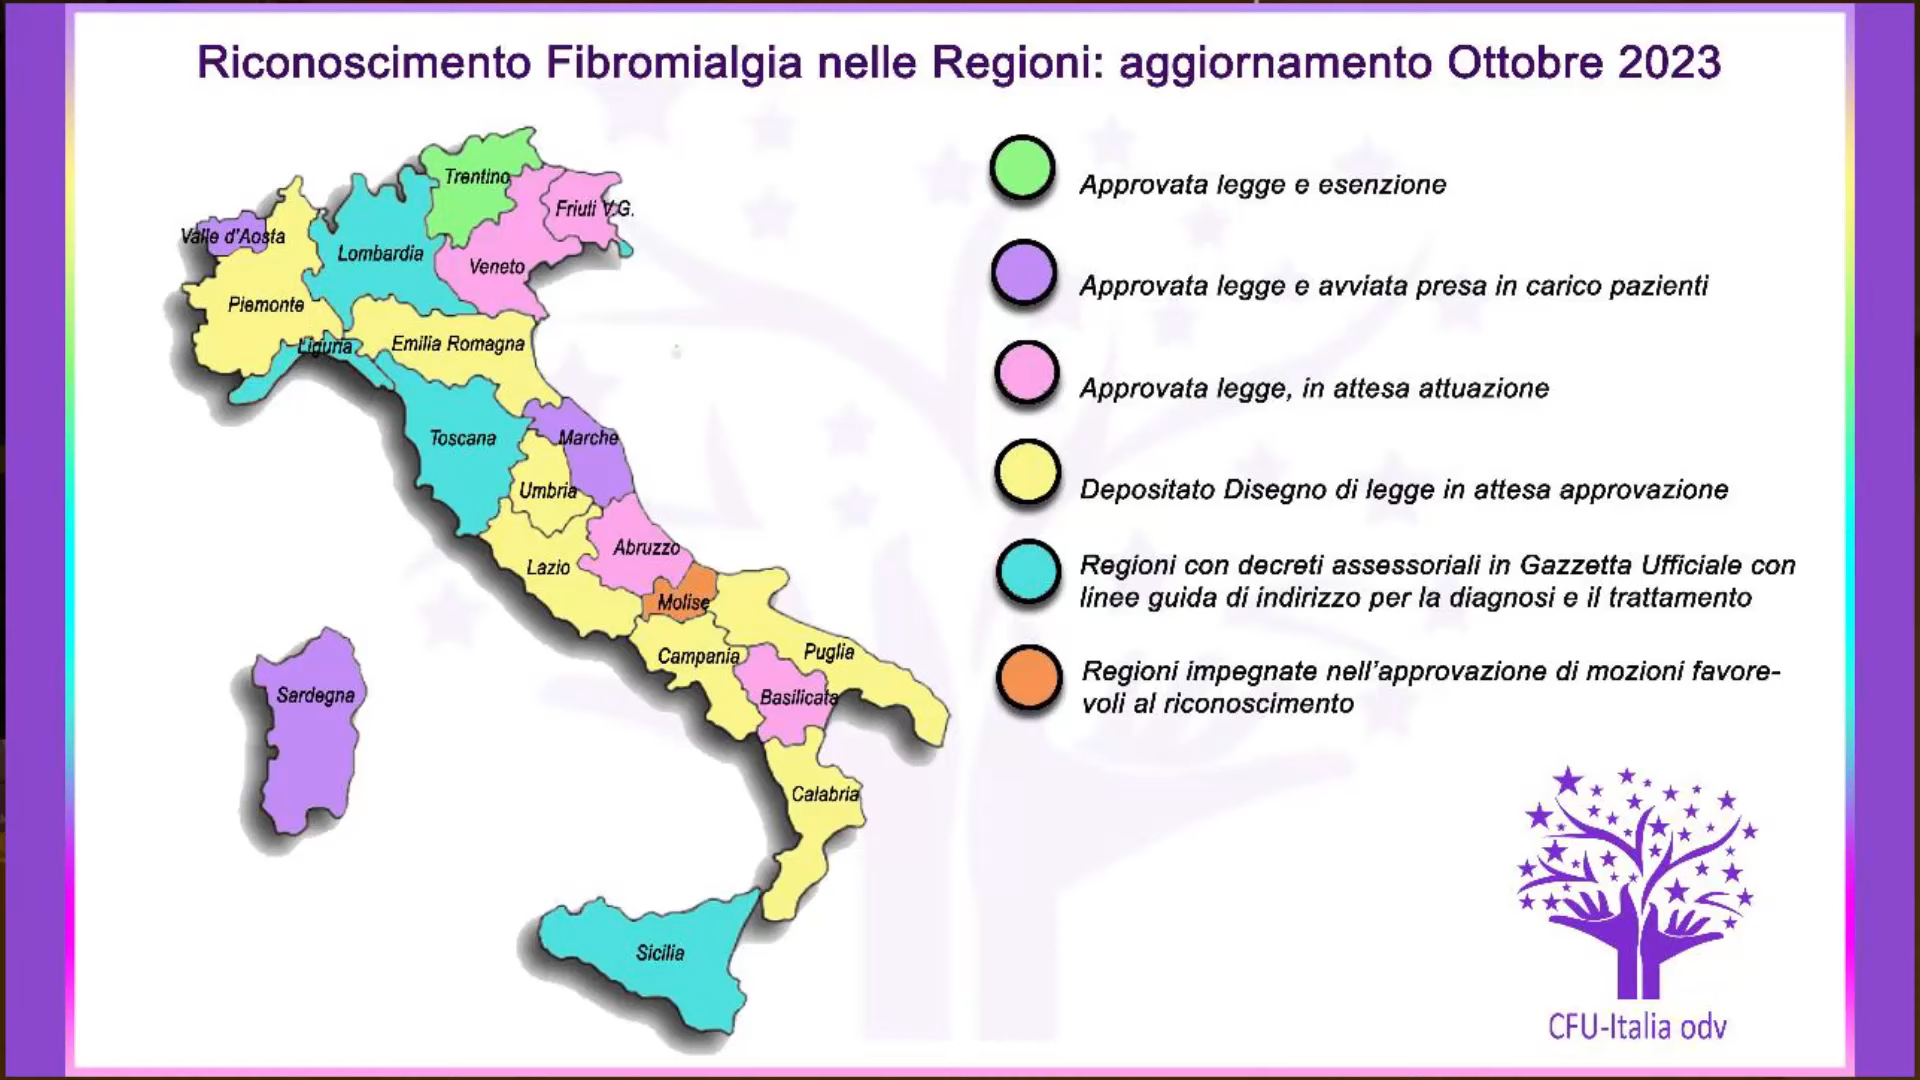 Riconoscimento Fibromialgia nelle Regioni: aggiornamento Ottobre 2023
Trentino
Friuli V.G.
Valle d'Aosta
Lombardia
Veneto
Piemonte
Liguria
Emilia Romagna
Toscana
Marche
Umbria
Abruzzo
Lazio
Molise
Campania
Puglia
Basilicata
Sardegna
Calabria
Sicilia
Approvata legge e esenzione
Approvata legge e avviata presa in carico pazienti
Approvata legge, in attesa attuazione
Depositato Disegno di legge in attesa approvazione
Regioni con decreti assessoriali in Gazzetta Ufficiale con
linee guida di indirizzo per la diagnosi e il trattamento
Regioni impegnate nell'approvazione di mozioni favore-
voli al riconoscimento
CFU-Italia odv